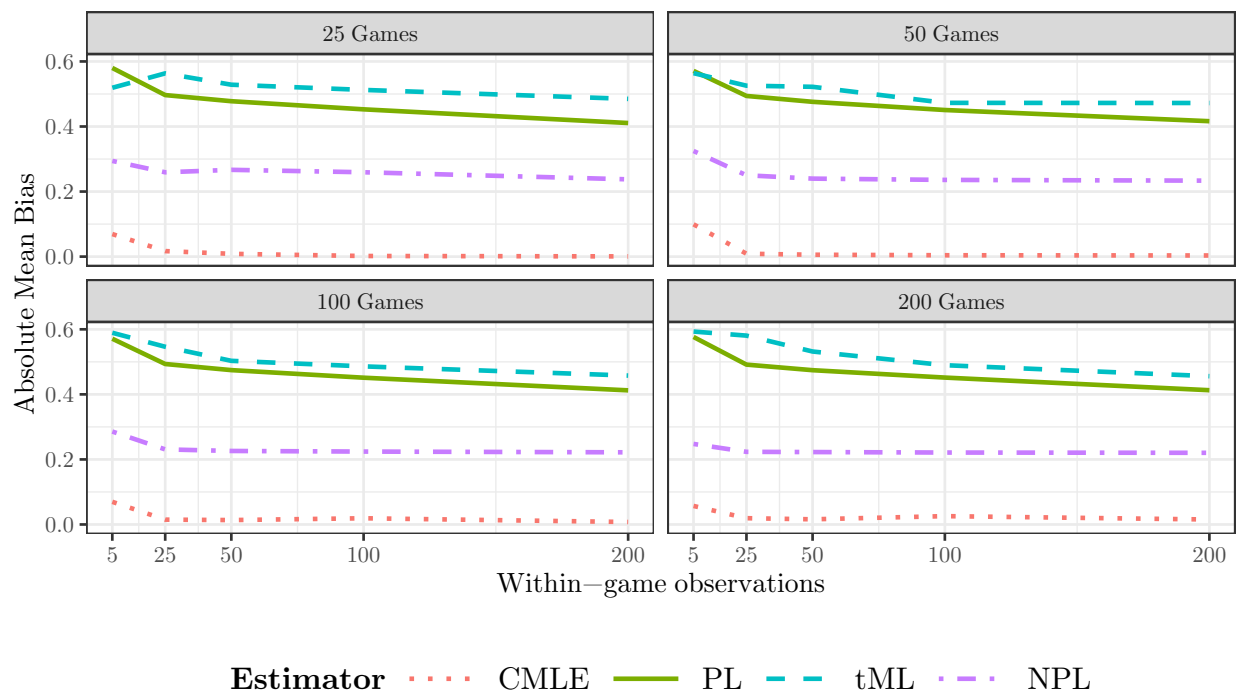 25 Games
50 Games
0.6
0.4
0.2
0.0
100 Games
200 Games
0.6
0.4
0.2
0.0
Absolute Mean Bias
5 25 50 100 200
5 25 50 100 200
Within−game observations
Estimator CMLE PL tML NPL